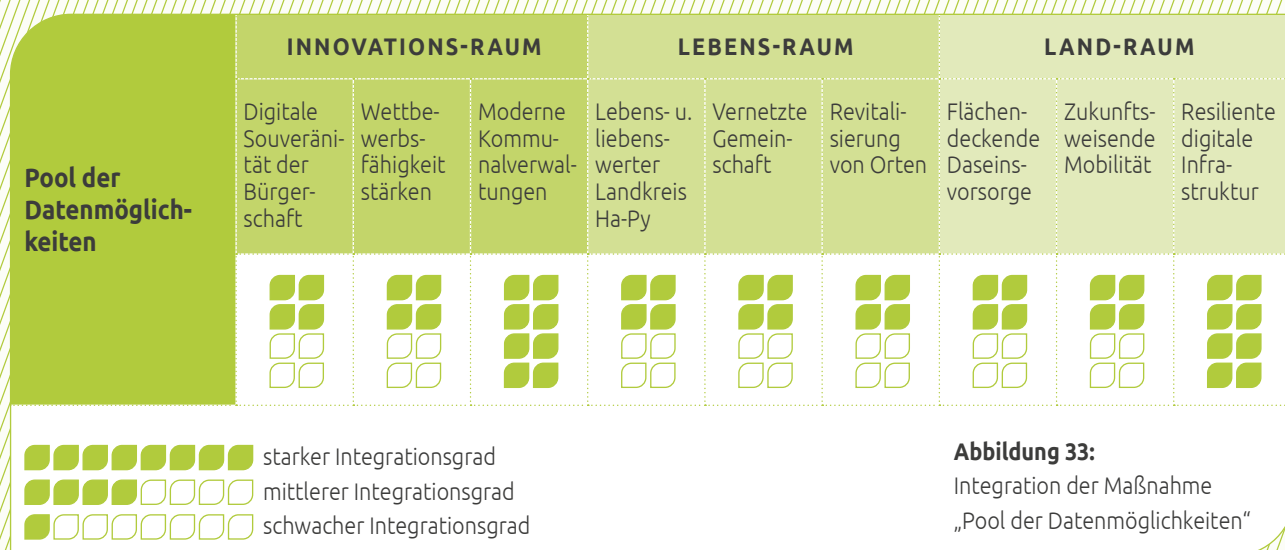 Pool der
Datenmöglich-
keiten
INNOVATIONS-RAUM
Digitale
Souveräni-
tät der
Bürger-
schaft
Wettbe-
werbs-
fähigkeit
stärken
Moderne
Kommu-
nalverwal-
tungen
LEBENS-RAUM
Lebens- u.
liebens-
werter
Landkreis
Ha-Py
Vernetzte
Gemein-
schaft
Revitali-
sierung
von Orten
LAND-RAUM
Flächen-
deckende
Daseins-
vorsorge
Zukunfts-
weisende
Mobilität
Resiliente
digitale
Infra-
struktur
starker Integrationsgrad
mittlerer Integrationsgrad
schwacher Integrationsgrad
Abbildung 33:
Integration der Maßnahme
„Pool der Datenmöglichkeiten“